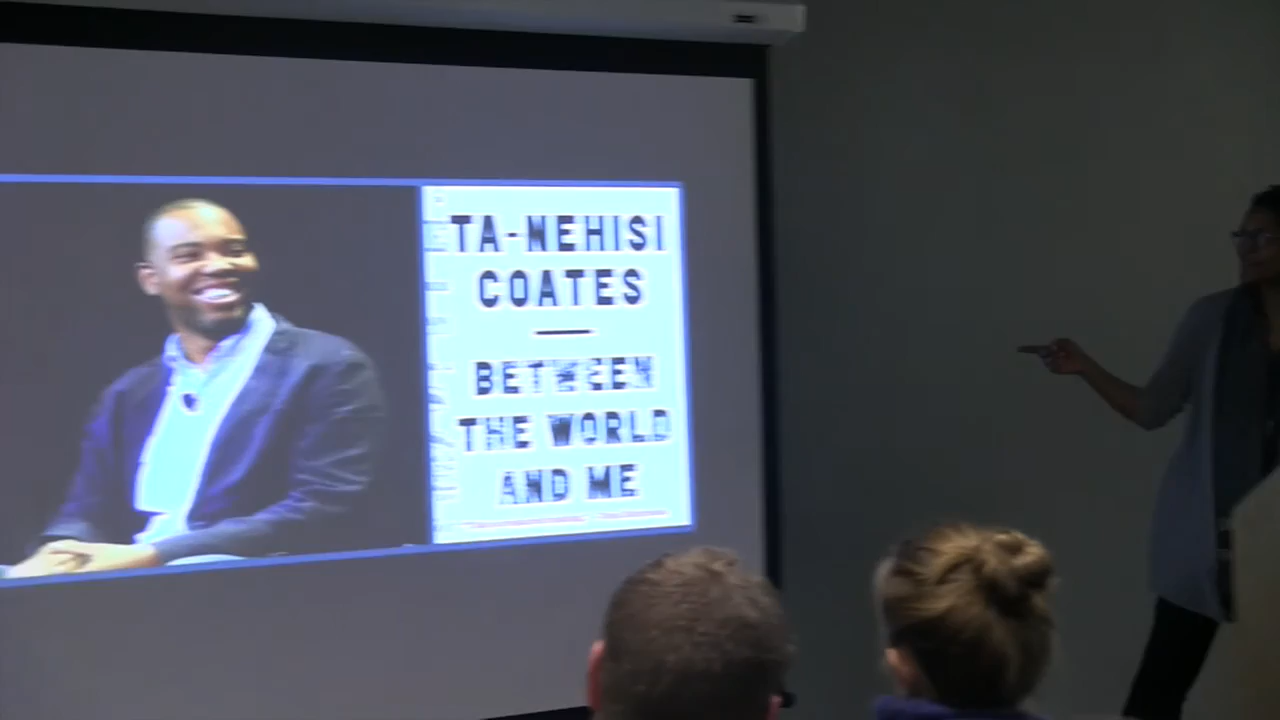 TA-NEHISI
COATES
BETWEEN
THE WORLD
AND ME